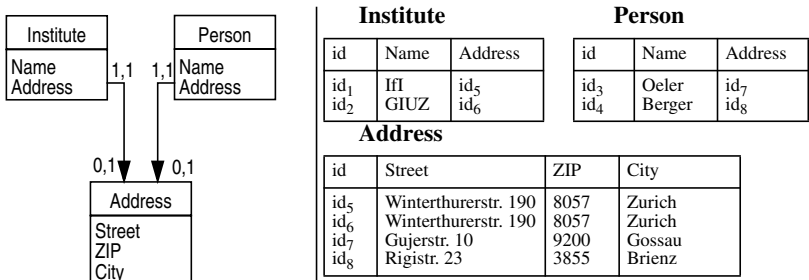 Institute
Name
Address
Person
Name
Address
1,1
1,1
0,1
0,1
Address
Street
ZIP
City
Institute
id Name Address
id1 IfI id5
id2 GIUZ id6
Person
id Name Address
id3 Oeler id7
id4 Berger id8
Address
id Street ZIP City
id5 Winterthurerstr. 190 8057 Zurich
id6 Winterthurerstr. 190 8057 Zurich
id7 Gujerstr. 10 9200 Gossau
id8 Rigistr. 23 3855 Brienz